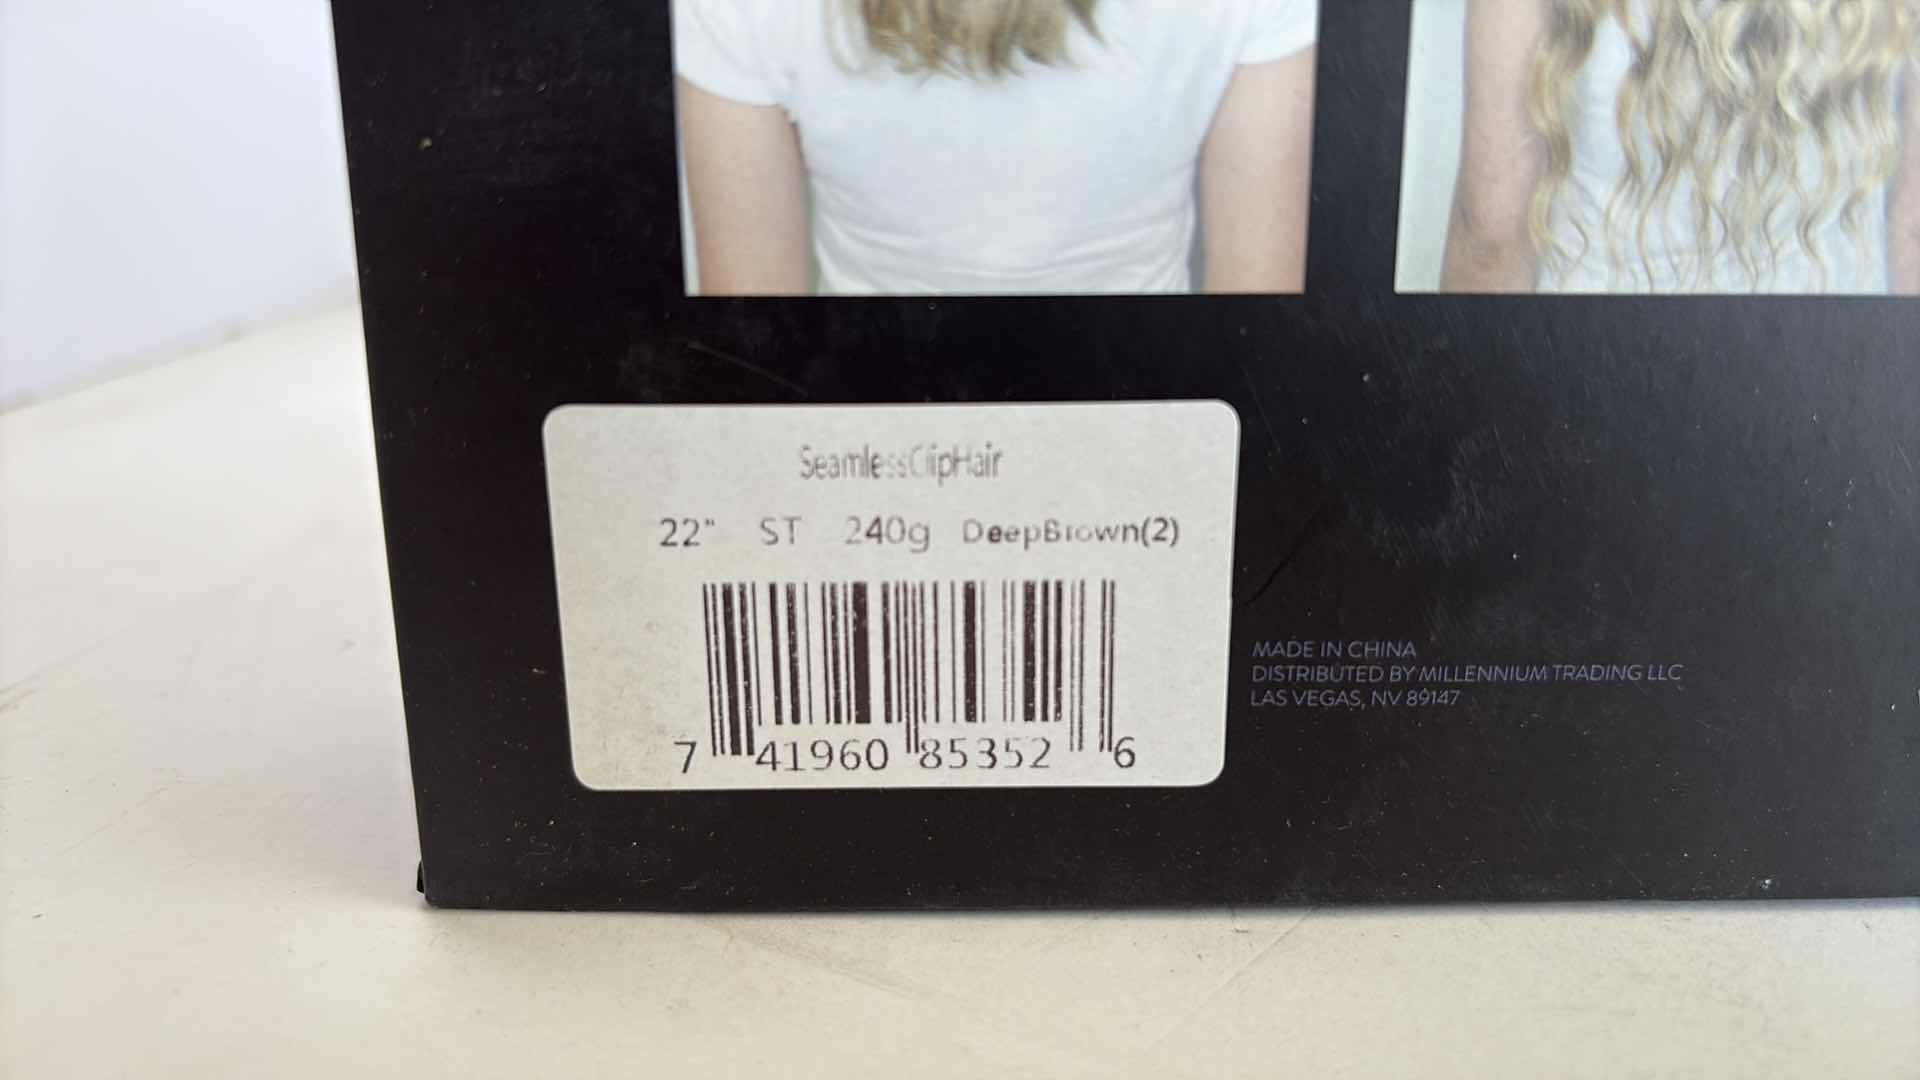 SeamlessClipHair
22" ST 240g DeepBrown(2)
7 41960 85352 6
MADE IN CHINA
DISTRIBUTED BY MILLENNIUM TRADING LLC
LAS VEGAS, NV 89147